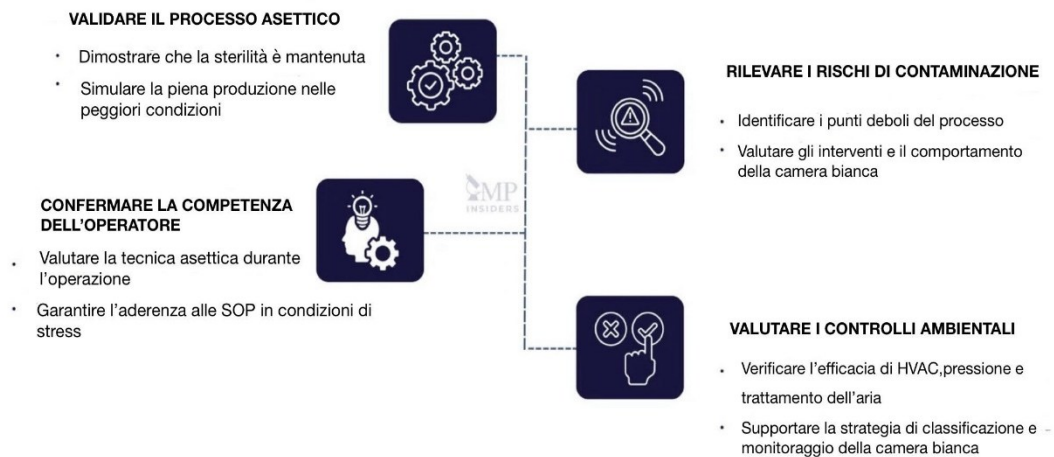 VALIDARE IL PROCESSO ASETTICO
• Dimostrare che la sterilità è mantenuta
• Simulare la piena produzione nelle
peggiori condizioni
RILEVARE I RISCHI DI CONTAMINAZIONE
• Identificare i punti deboli del processo
• Valutare gli interventi e il comportamento
della camera bianca
GMP
INSIDERS
CONFERMARE LA COMPETENZA
DELL’OPERATORE
• Valutare la tecnica asettica durante
l’operazione
• Garantire l’aderenza alle SOP in condizioni di
stress
VALUTARE I CONTROLLI AMBIENTALI
• Verificare l’efficacia di HVAC,pressione e
trattamento dell’aria
• Supportare la strategia di classificazione e
monitoraggio della camera bianca